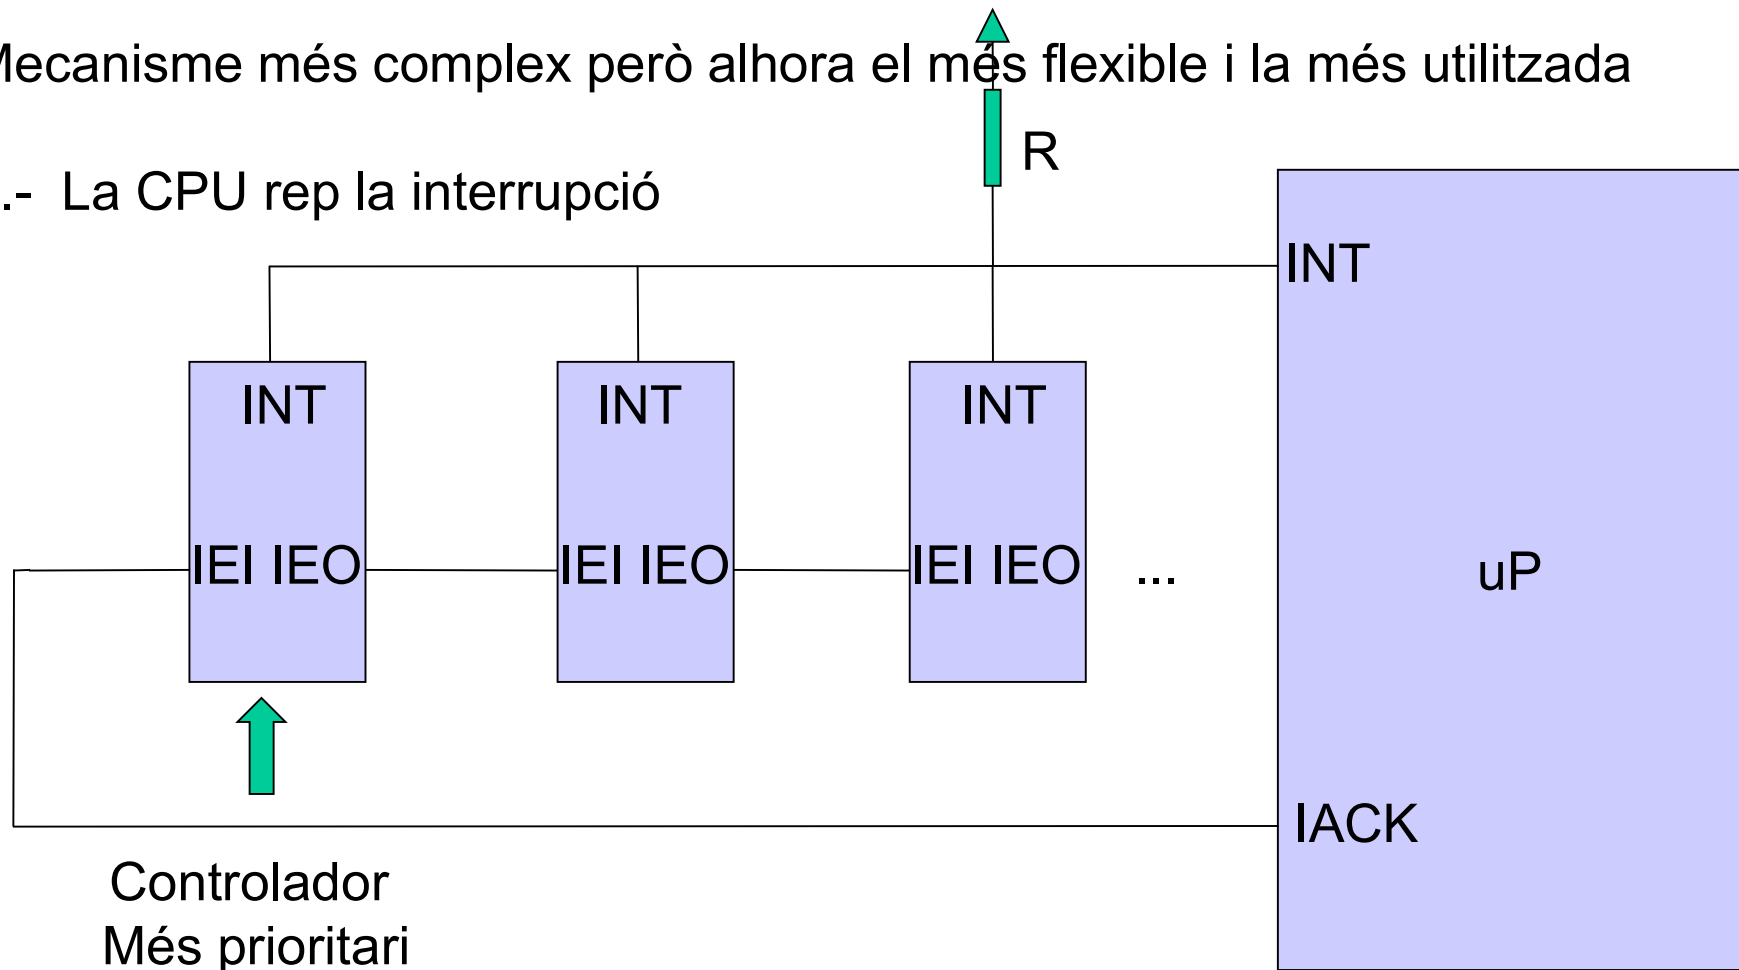 Mecanisme més complex però alhora el més flexible i la més utilitzada
R
.- La CPU rep la interrupció
INT
INT INT INT
IEI IEO IEI IEO IEI IEO ... uP
IACK
Controlador
Més prioritari